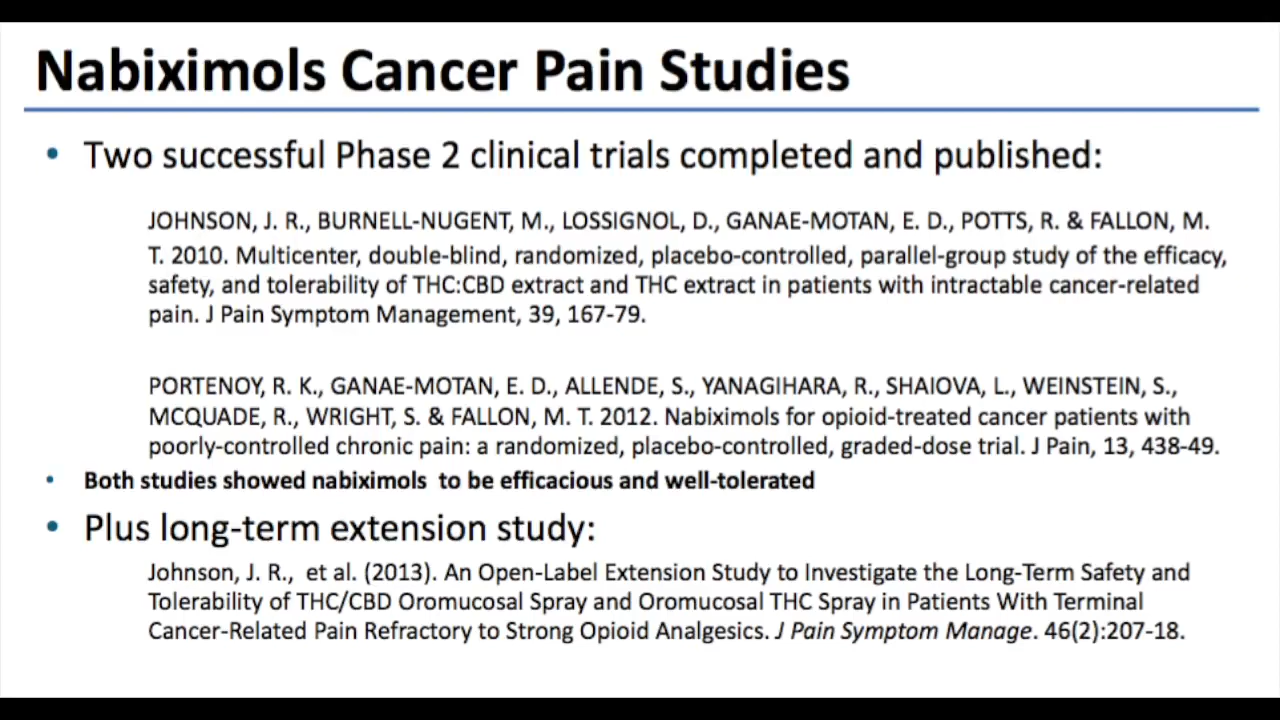 Nabiximols Cancer Pain Studies
• Two successful Phase 2 clinical trials completed and published:
JOHNSON, J. R., BURNELL-NUGENT, M., LOSSIGNOL, D., GANAE-MOTAN, E. D., POTTS, R. & FALLON, M.
T. 2010. Multicenter, double-blind, randomized, placebo-controlled, parallel-group study of the efficacy,
safety, and tolerability of THC:CBD extract and THC extract in patients with intractable cancer-related
pain. J Pain Symptom Management, 39, 167-79.
PORTENOY, R. K., GANAE-MOTAN, E. D., ALLENDE, S., YANAGIHARA, R., SHAIOVA, L., WEINSTEIN, S.,
MCQUADE, R., WRIGHT, S. & FALLON, M. T. 2012. Nabiximols for opioid-treated cancer patients with
poorly-controlled chronic pain: a randomized, placebo-controlled, graded-dose trial. J Pain, 13, 438-49.
• Both studies showed nabiximols  to be efficacious and well-tolerated
• Plus long-term extension study:
Johnson, J. R.,  et al. (2013). An Open-Label Extension Study to Investigate the Long-Term Safety and
Tolerability of THC/CBD Oromucosal Spray and Oromucosal THC Spray in Patients With Terminal
Cancer-Related Pain Refractory to Strong Opioid Analgesics. J Pain Symptom Manage. 46(2):207-18.